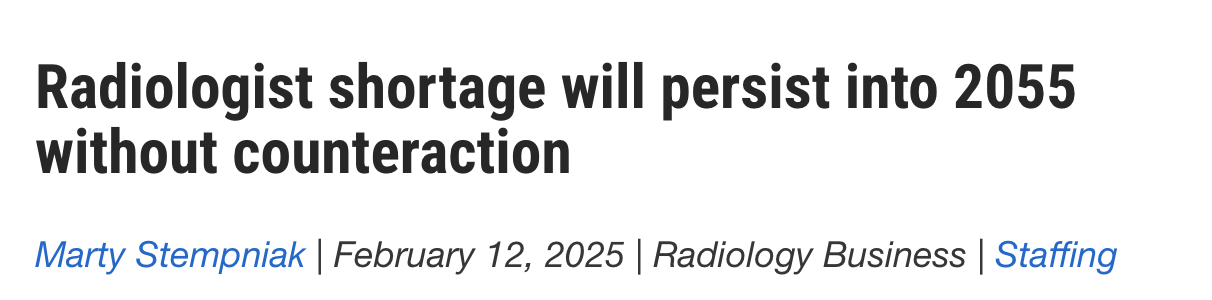 Radiologist shortage will persist into 2055
without counteraction
Marty Stempniak | February 12, 2025 | Radiology Business | Staffing